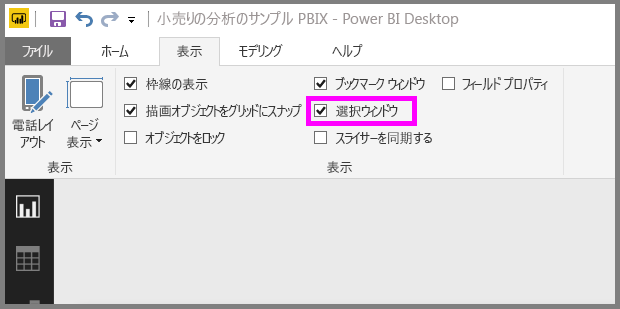 小売りの分析のサンプル PBIX - Power BI Desktop
ファイル ホーム 表示 モデリング ヘルプ
電話レイ
アウト
ページ
表示
表示
枠線の表示
描画オブジェクトをグリッドにスナップ
オブジェクトをロック
ブックマーク ウィンドウ
選択ウィンドウ
スライサーを同期する
フィールド プロパティ
表示